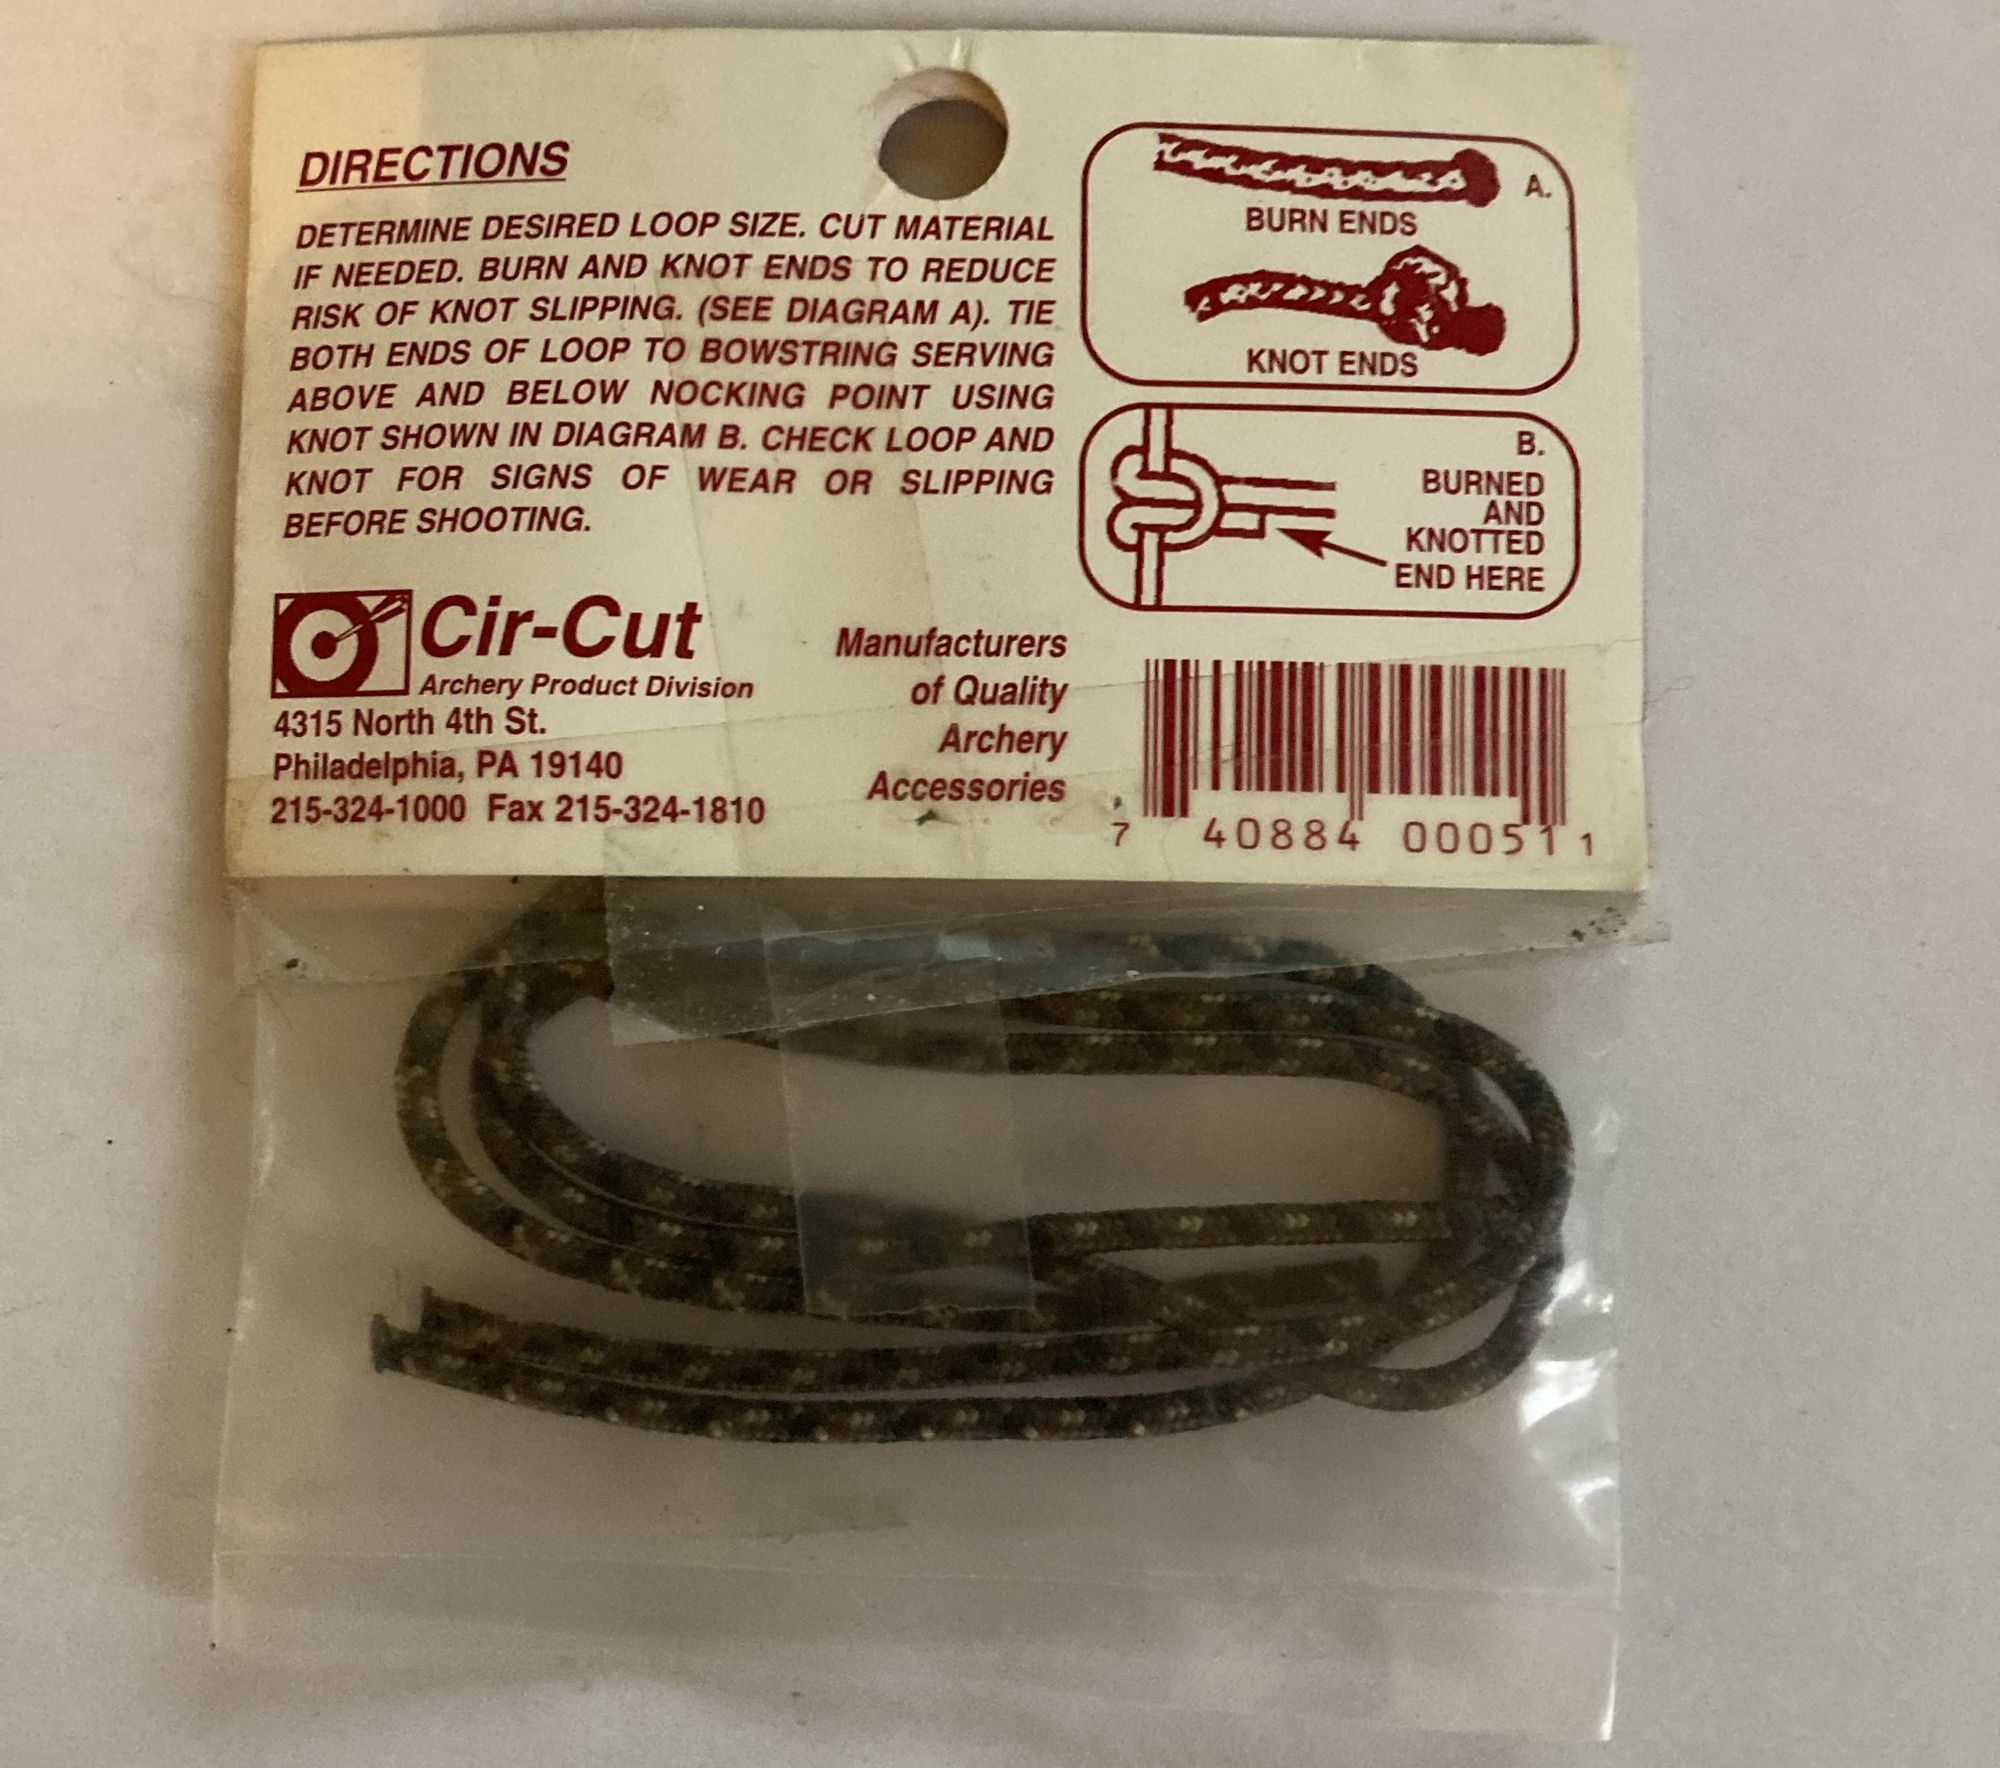 DIRECTIONS
DETERMINE DESIRED LOOP SIZE. CUT MATERIAL
IF NEEDED. BURN AND KNOT ENDS TO REDUCE
RISK OF KNOT SLIPPING. (SEE DIAGRAM A). TIE
BOTH ENDS OF LOOP TO BOWSTRING SERVING
ABOVE AND BELOW NOCKING POINT USING
KNOT SHOWN IN DIAGRAM B. CHECK LOOP AND
KNOT FOR SIGNS OF WEAR OR SLIPPING
BEFORE SHOOTING.
A.
BURN ENDS
KNOT ENDS
B.
BURNED
AND
KNOTTED
END HERE
Cir-Cut
Archery Product Division
4315 North 4th St.
Philadelphia, PA 19140
215-324-1000 Fax 215-324-1810
Manufacturers
of Quality
Archery
Accessories
7 40884 00051 1